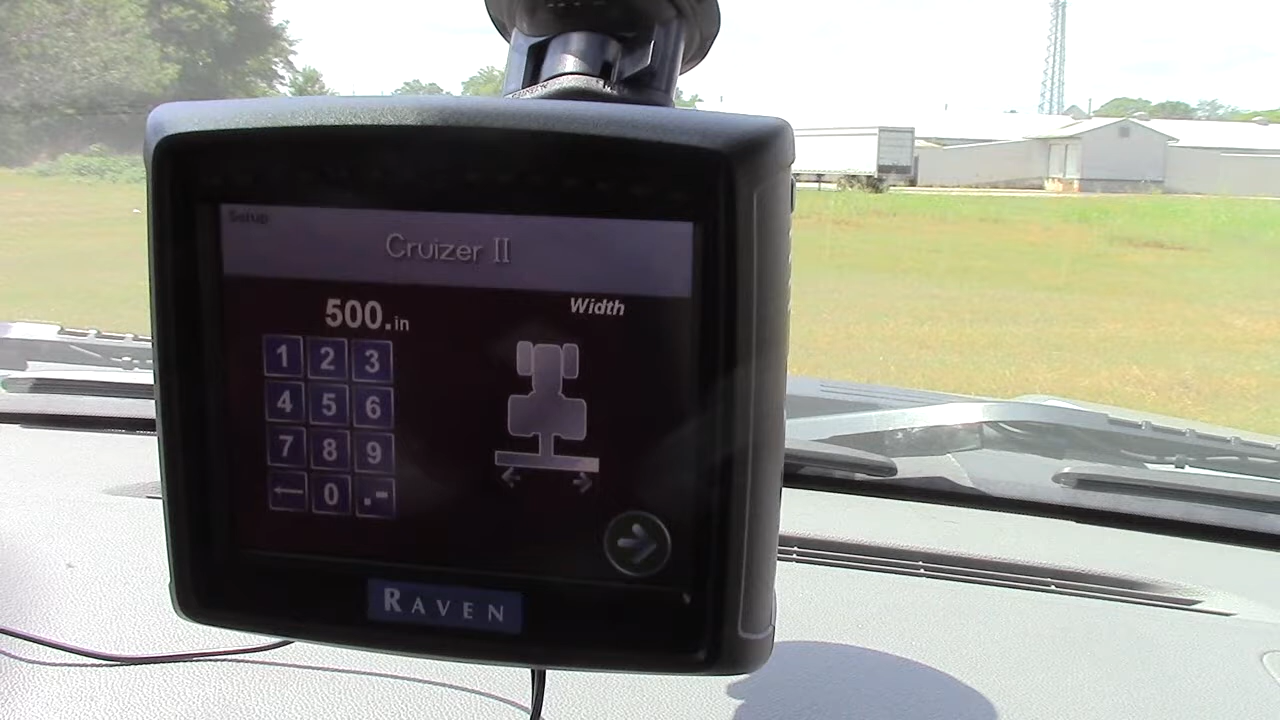 Setup
Cruizer II
500.in
Width
1 2 3
4 5 6
7 8 9
← 0 .-
RAVEN